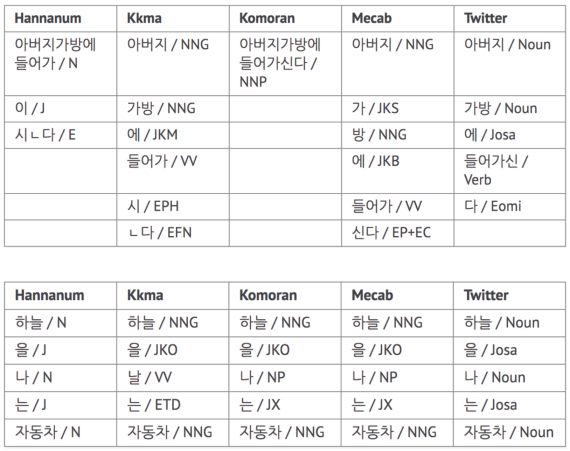 Hannanum Kkma Komoran Mecab Twitter
아버지가방에 아버지 / NNG 아버지가방에 아버지 / NNG 아버지 / Noun
들어가 / N 들어가신다 /
NNP
이 / J 가방 / NNG 가 / JKS 가방 / Noun
시ㄴ다 / E 에 / JKM 방 / NNG 에 / Josa
들어가 / VV 에 / JKB 들어가신 /
Verb
시 / EPH 들어가 / VV 다 / Eomi
ㄴ다 / EFN 신다 / EP+EC
Hannanum Kkma Komoran Mecab Twitter
하늘 / N 하늘 / NNG 하늘 / NNG 하늘 / NNG 하늘 / Noun
을 / J 을 / JKO 을 / JKO 을 / JKO 을 / Josa
나 / N 날 / VV 나 / NP 나 / NP 나 / Noun
는 / J 는 / ETD 는 / JX 는 / JX 는 / Josa
자동차 / N 자동차 / NNG 자동차 / NNG 자동차 / NNG 자동차 / Noun